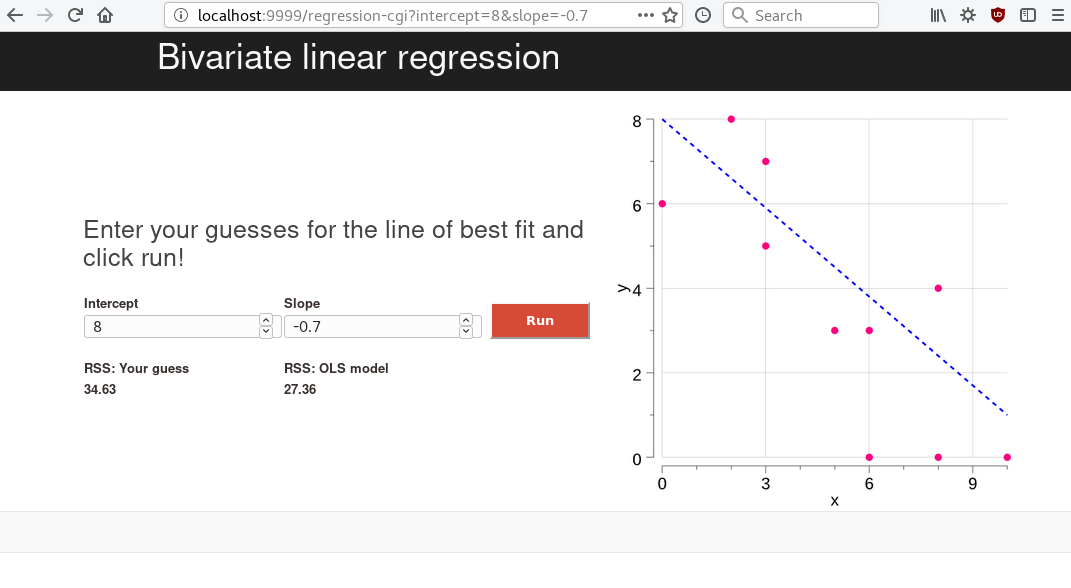 localhost:9999/regression-cgi?intercept=8&slope=-0.7
Search
Bivariate linear regression
Enter your guesses for the line of best fit and
click run!
Intercept
Slope
8
-0.7
Run
RSS: Your guess
RSS: OLS model
34.63
27.36
8
6
y
4
2
0
0 3 6 9
x